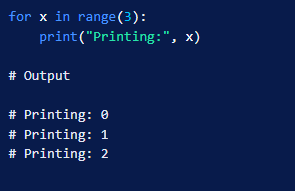 for x in range(3):
    print("Printing:", x)

# Output

# Printing: 0
# Printing: 1
# Printing: 2